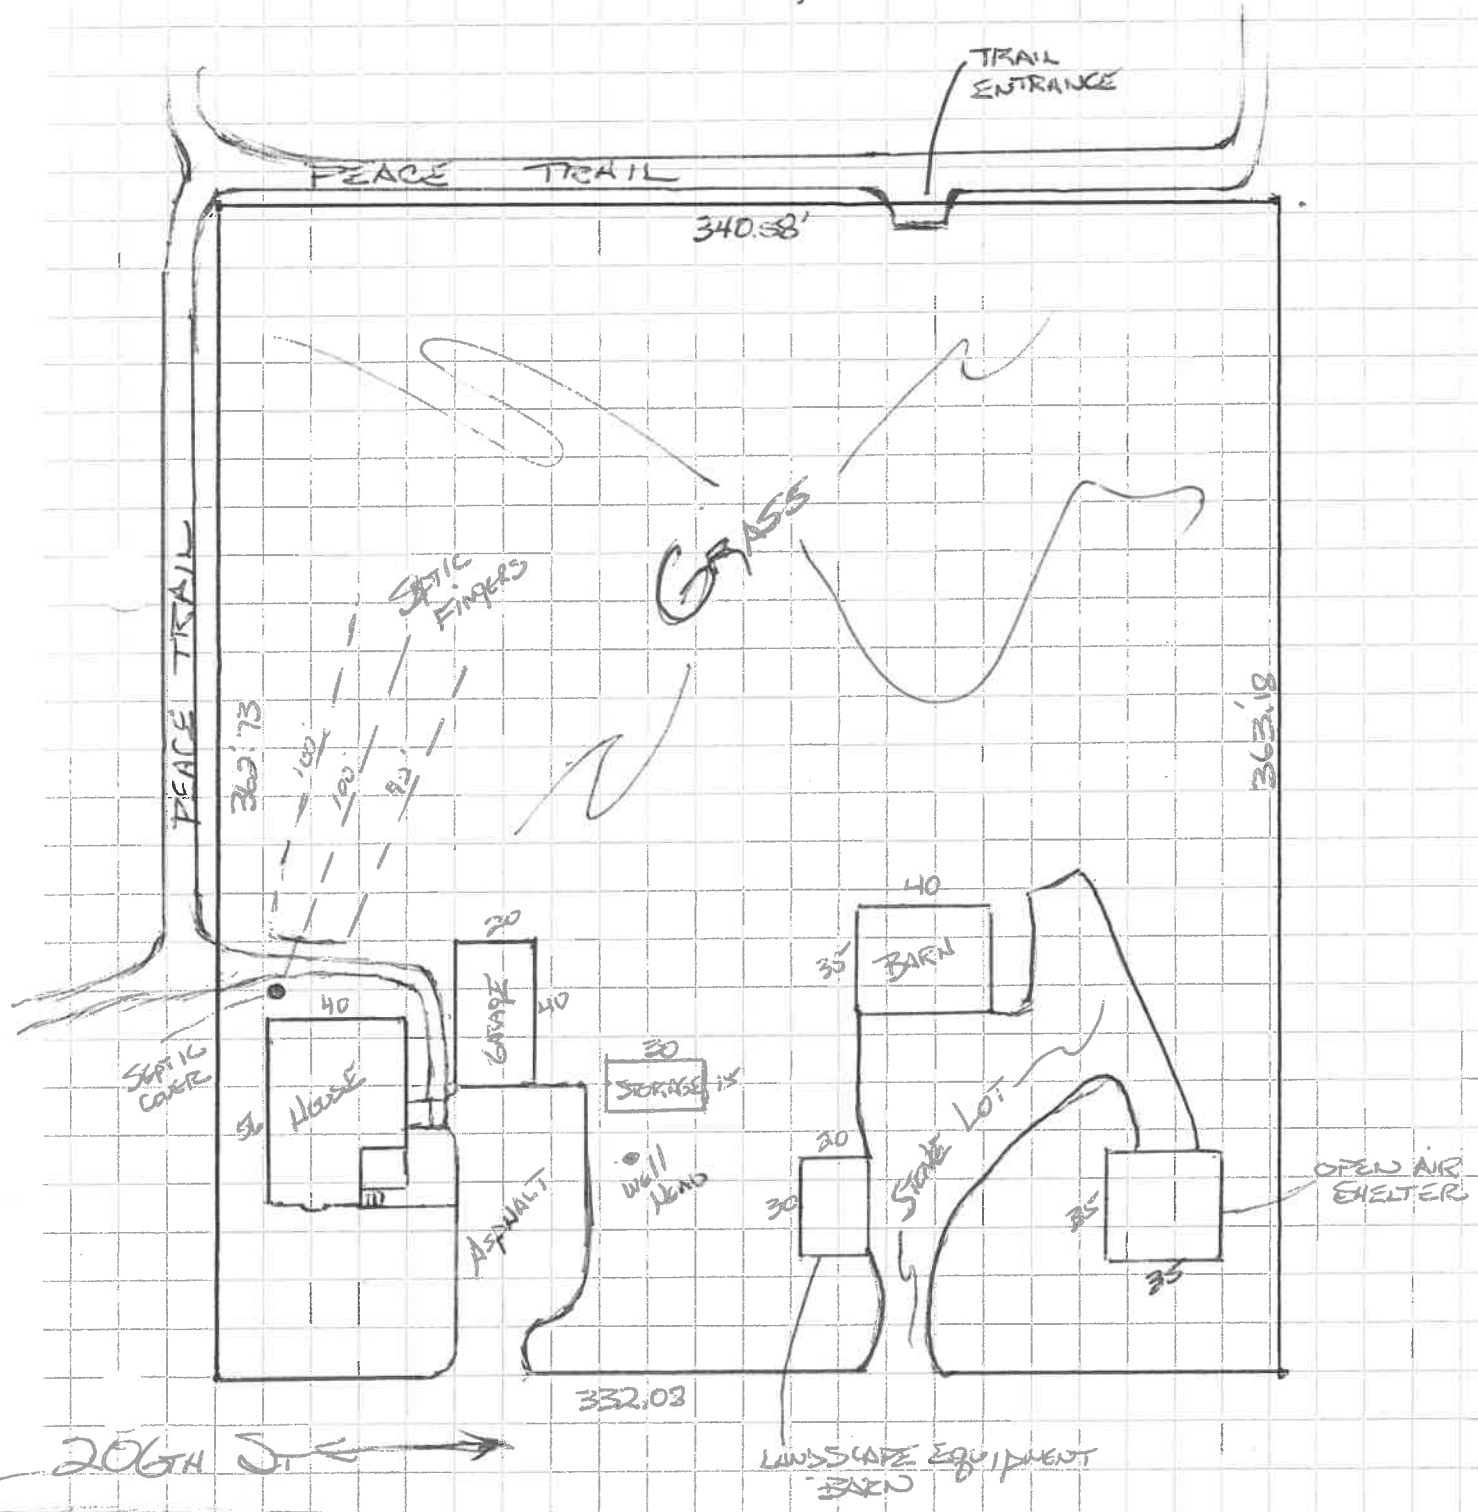 TRAIL
ENTRANCE
PEACE TRAIL
340.58'
GRASS
SEPTIC
FINGERS
PEACE TRAIL
362.'73
363.'18
100'
100'
40
20
35
BARN
GARAGE
40
40
SEPTIC
COVER
HOUSE
56
30
STORAGE
15
LOT
STONE
20
WELL
HEAD
30
ASPHALT
OPEN AIR
SHELTER
35
35
332.03
206TH ST
LANDSCAPE EQUIPMENT
BARN